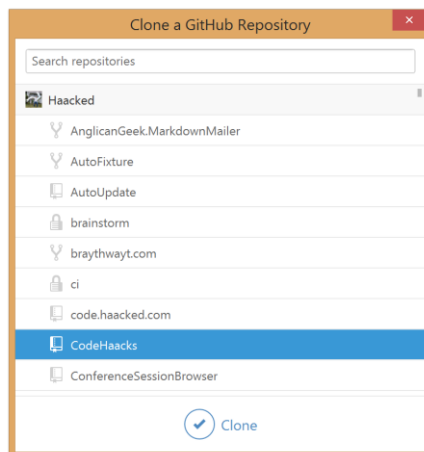 Clone a GitHub Repository
Search repositories
Haacked
AnglicanGeek.MarkdownMailer
AutoFixture
AutoUpdate
brainstorm
braythwayt.com
ci
code.haacked.com
CodeHaacks
ConferenceSessionBrowser
Clone